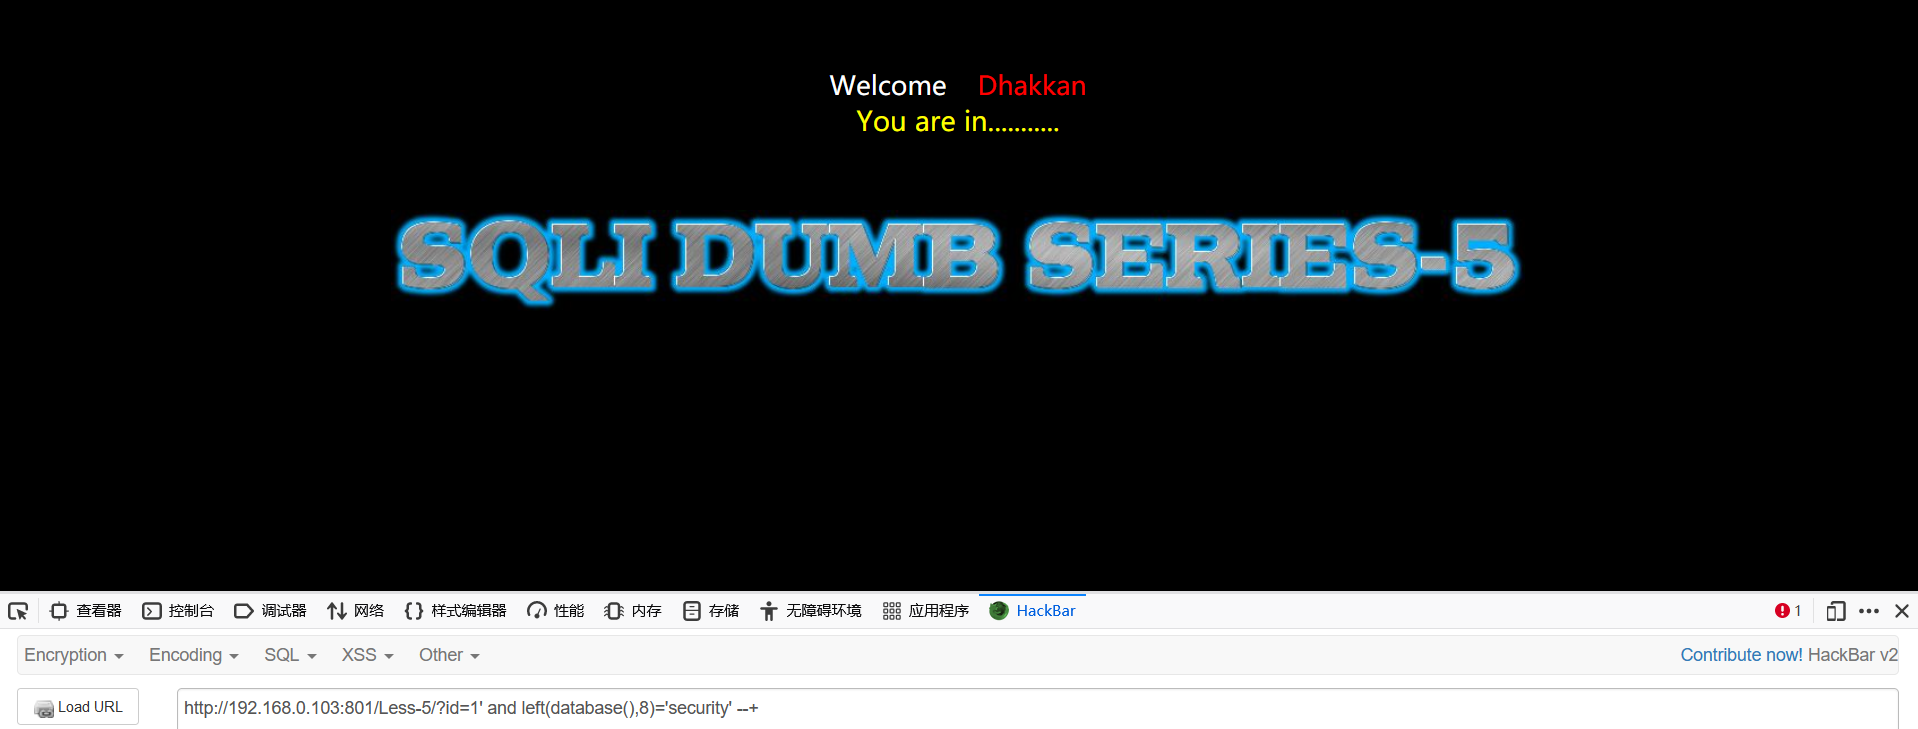 Welcome Dhakkan
You are in...........
SQLI DUMB SERIES-5
查看器 控制台 调试器 网络 样式编辑器 性能 内存 存储 无障碍环境 应用程序 HackBar 1
Encryption Encoding SQL XSS Other Contribute now! HackBar v2
Load URL http://192.168.0.103:801/Less-5/?id=1' and left(database(),8)='security' --+